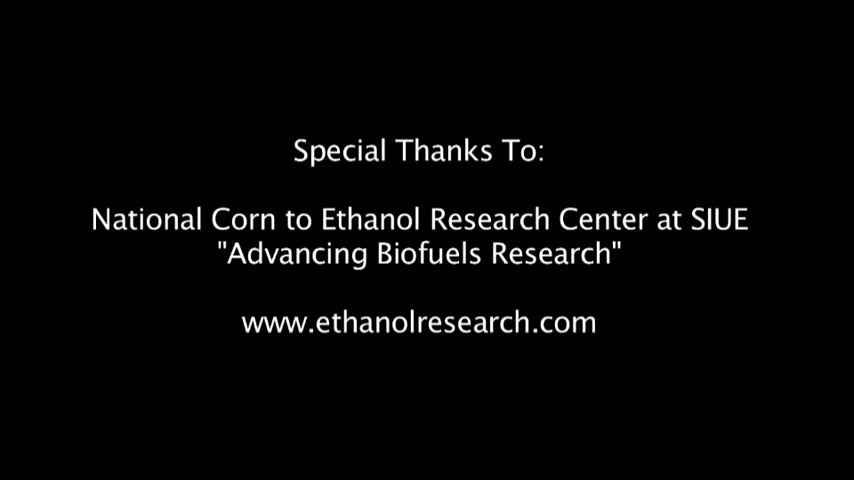 Special Thanks To:
National Corn to Ethanol Research Center at SIUE
"Advancing Biofuels Research"
www.ethanolresearch.com